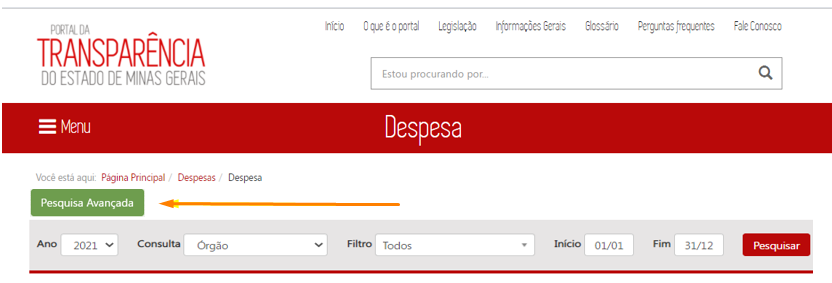 PORTAL DA
TRANSPARÊNCIA
DO ESTADO DE MINAS GERAIS
Início O que é o portal Legislação Informações Gerais Glossário Perguntas frequentes Fale Conosco
Estou procurando por...
Menu
Despesa
Você está aqui: Página Principal / Despesas / Despesa
Pesquisa Avançada
Ano 2021 Consulta Órgão Filtro Todos Início 01/01 Fim 31/12 Pesquisar